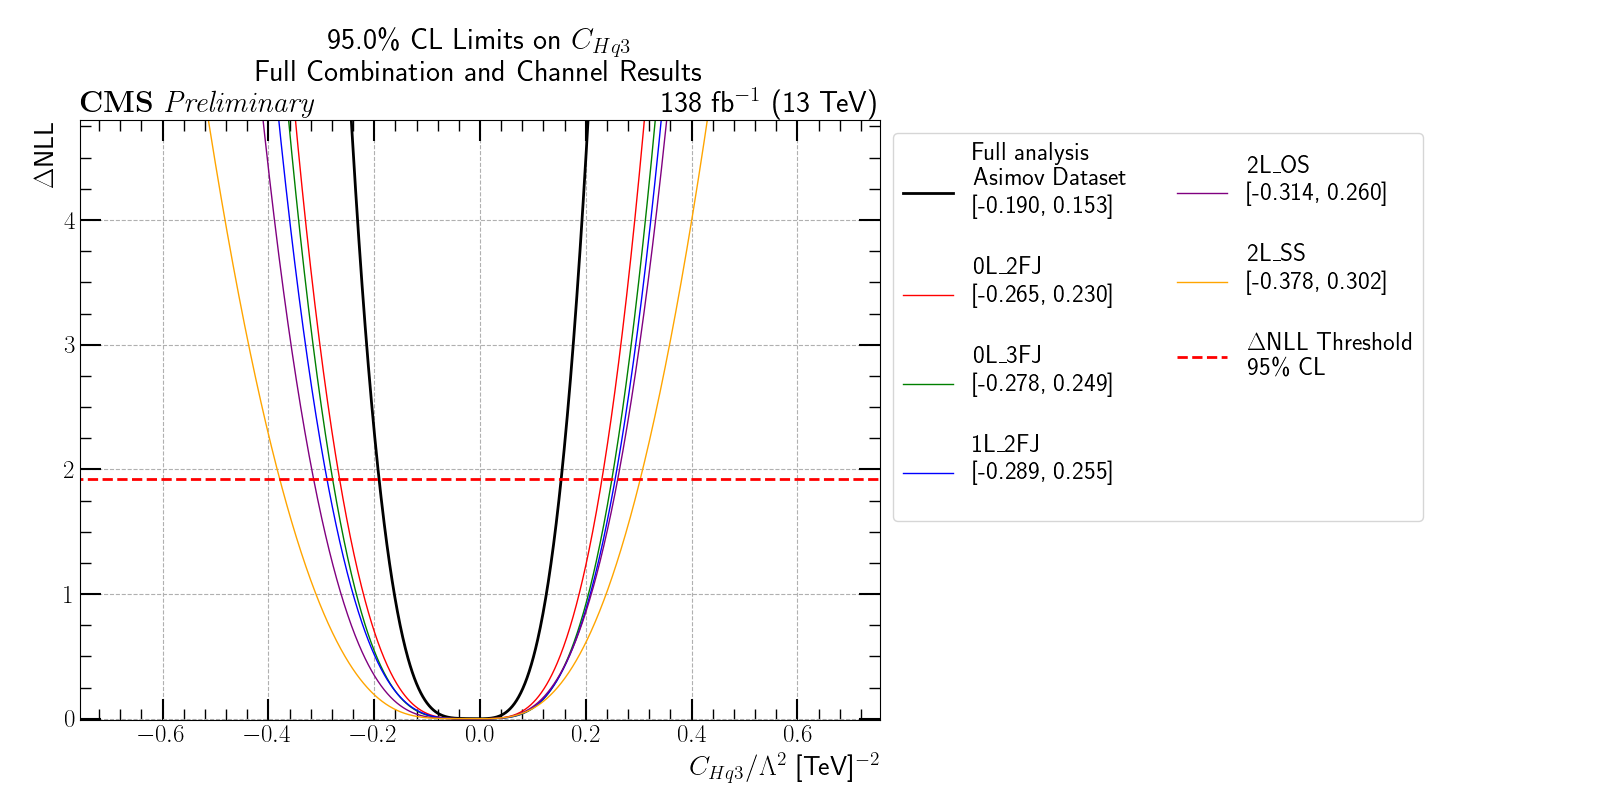 95.0% CL Limits on C_{Hq3}
Full Combination and Channel Results
CMS Preliminary 138 fb⁻¹ (13 TeV)
ΔNLL
4
3
2
1
0
−0.6 −0.4 −0.2 0.0 0.2 0.4 0.6
C_{Hq3}/Λ² [TeV]⁻²
Full analysis
Asimov Dataset
[-0.190, 0.153]
0L_2FJ
[-0.265, 0.230]
0L_3FJ
[-0.278, 0.249]
1L_2FJ
[-0.289, 0.255]
2L_OS
[-0.314, 0.260]
2L_SS
[-0.378, 0.302]
ΔNLL Threshold
95% CL